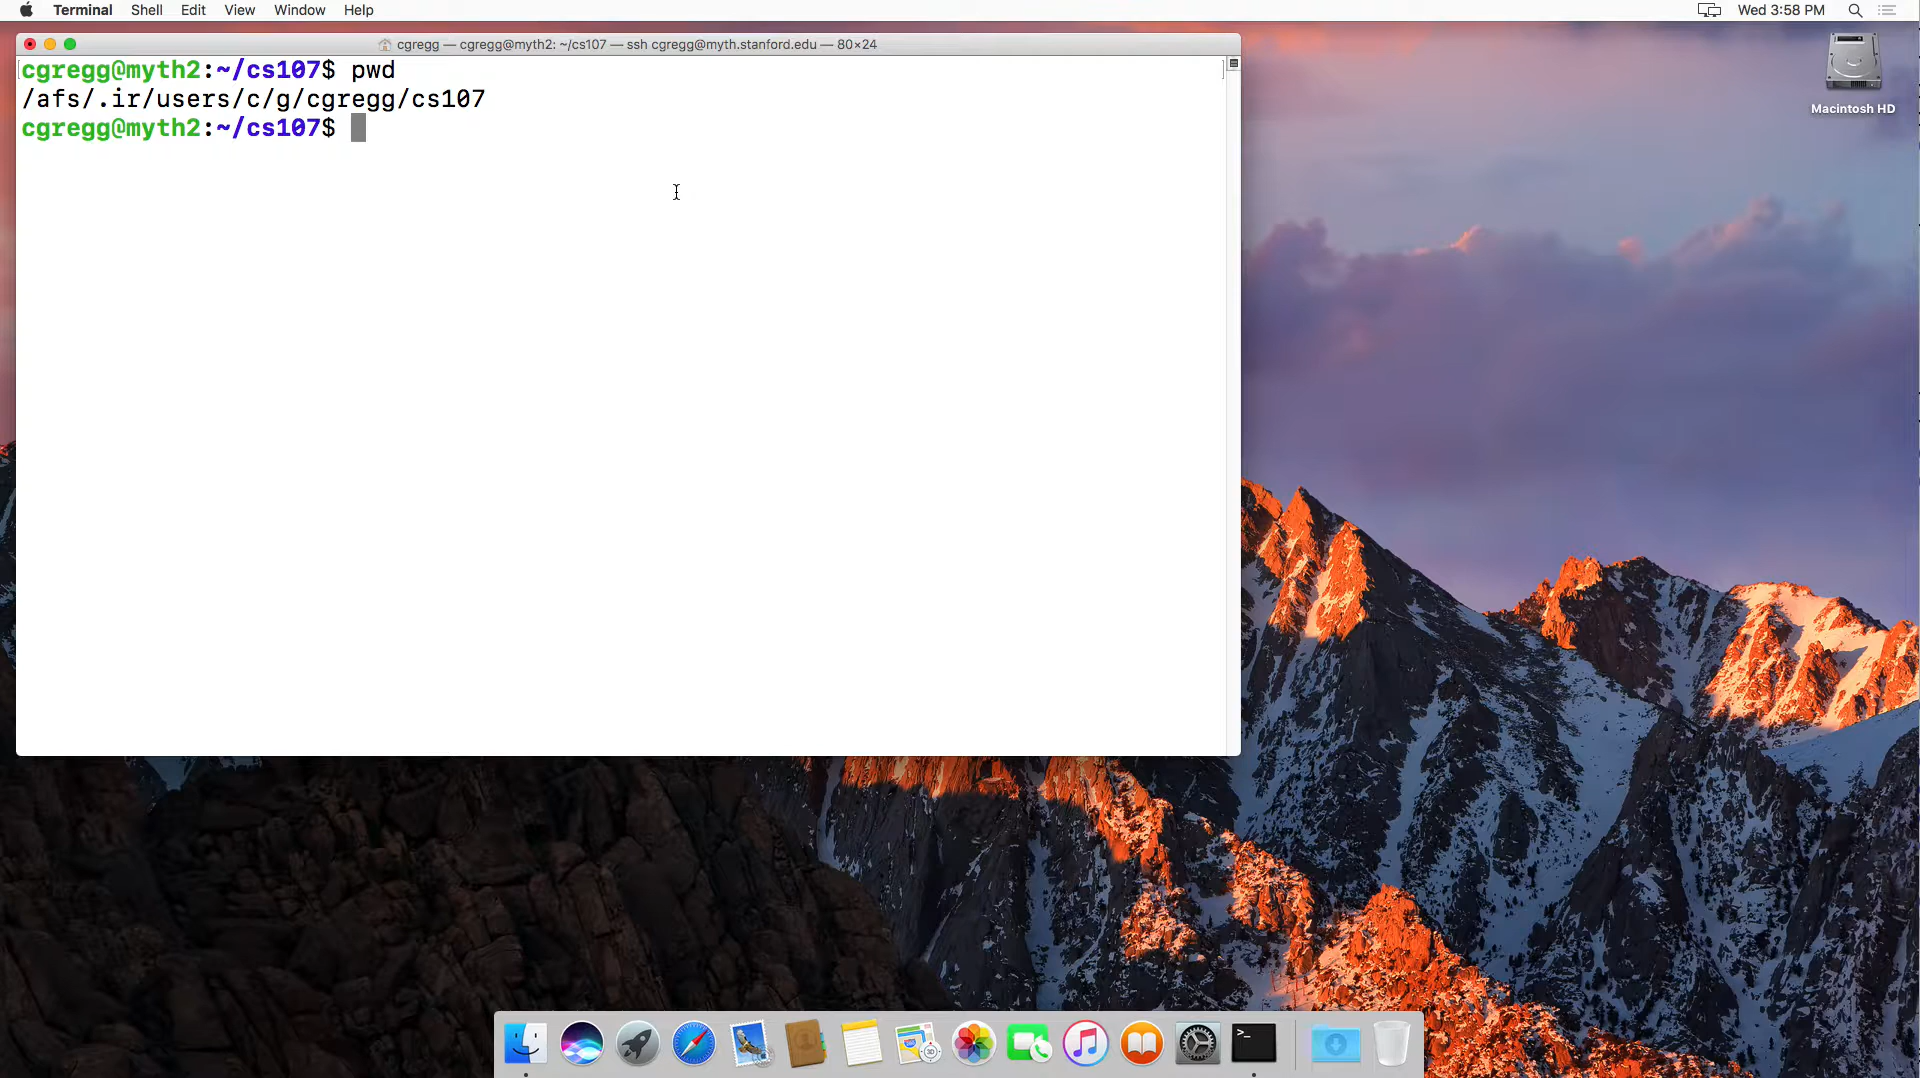 Terminal Shell Edit View Window Help Wed 3:58 PM
cgregg — cgregg@myth2: ~/cs107 — ssh cgregg@myth.stanford.edu — 80×24
cgregg@myth2:~/cs107$ pwd
/afs/.ir/users/c/g/cgregg/cs107
cgregg@myth2:~/cs107$
Macintosh HD
>_